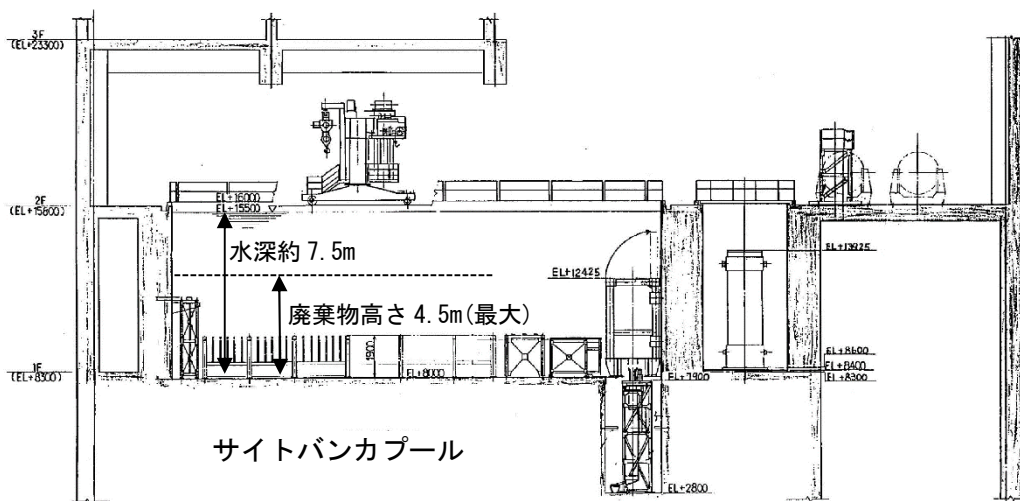 3F
(EL+23300)
EL+16000
2F
(EL+15800)
EL+15500
水深約 7.5m
EL+13925
EL+12425
廃棄物高さ 4.5m(最大)
1900
EL+8600
1F
(EL+8300)
EL+8000
EL+7900
EL+8400
EL+8300
サイトバンカプール
EL+2800